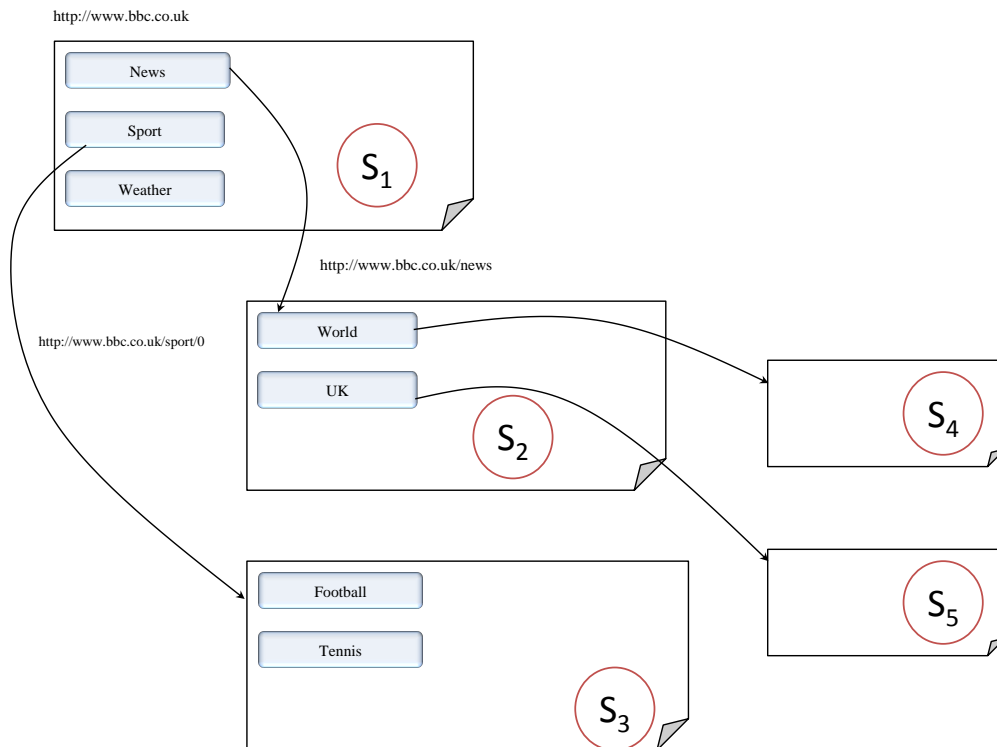 http://www.bbc.co.uk
News
Sport
Weather
S1
http://www.bbc.co.uk/news
http://www.bbc.co.uk/sport/0
World
UK
S2
S4
Football
Tennis
S3
S5